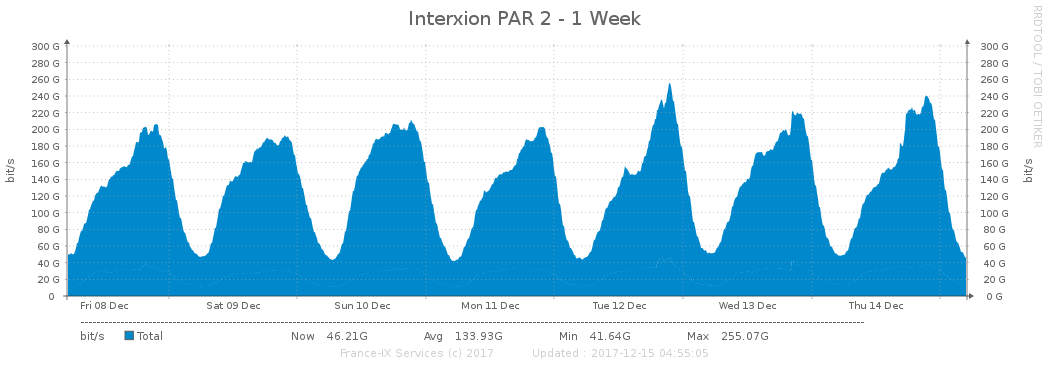 Interxion PAR 2 - 1 Week
RRDTOOL / TOBI OETIKER
bit/s
300 G 300 G
280 G 280 G
260 G 260 G
240 G 240 G
220 G 220 G
200 G 200 G
180 G 180 G
160 G 160 G
140 G 140 G
120 G 120 G
100 G 100 G
80 G 80 G
60 G 60 G
40 G 40 G
20 G 20 G
0 0 G
bit/s
Fri 08 Dec Sat 09 Dec Sun 10 Dec Mon 11 Dec Tue 12 Dec Wed 13 Dec Thu 14 Dec
bit/s Total Now 46.21G Avg 133.93G Min 41.64G Max 255.07G
France-IX Services (c) 2017 Updated : 2017-12-15 04:55:05